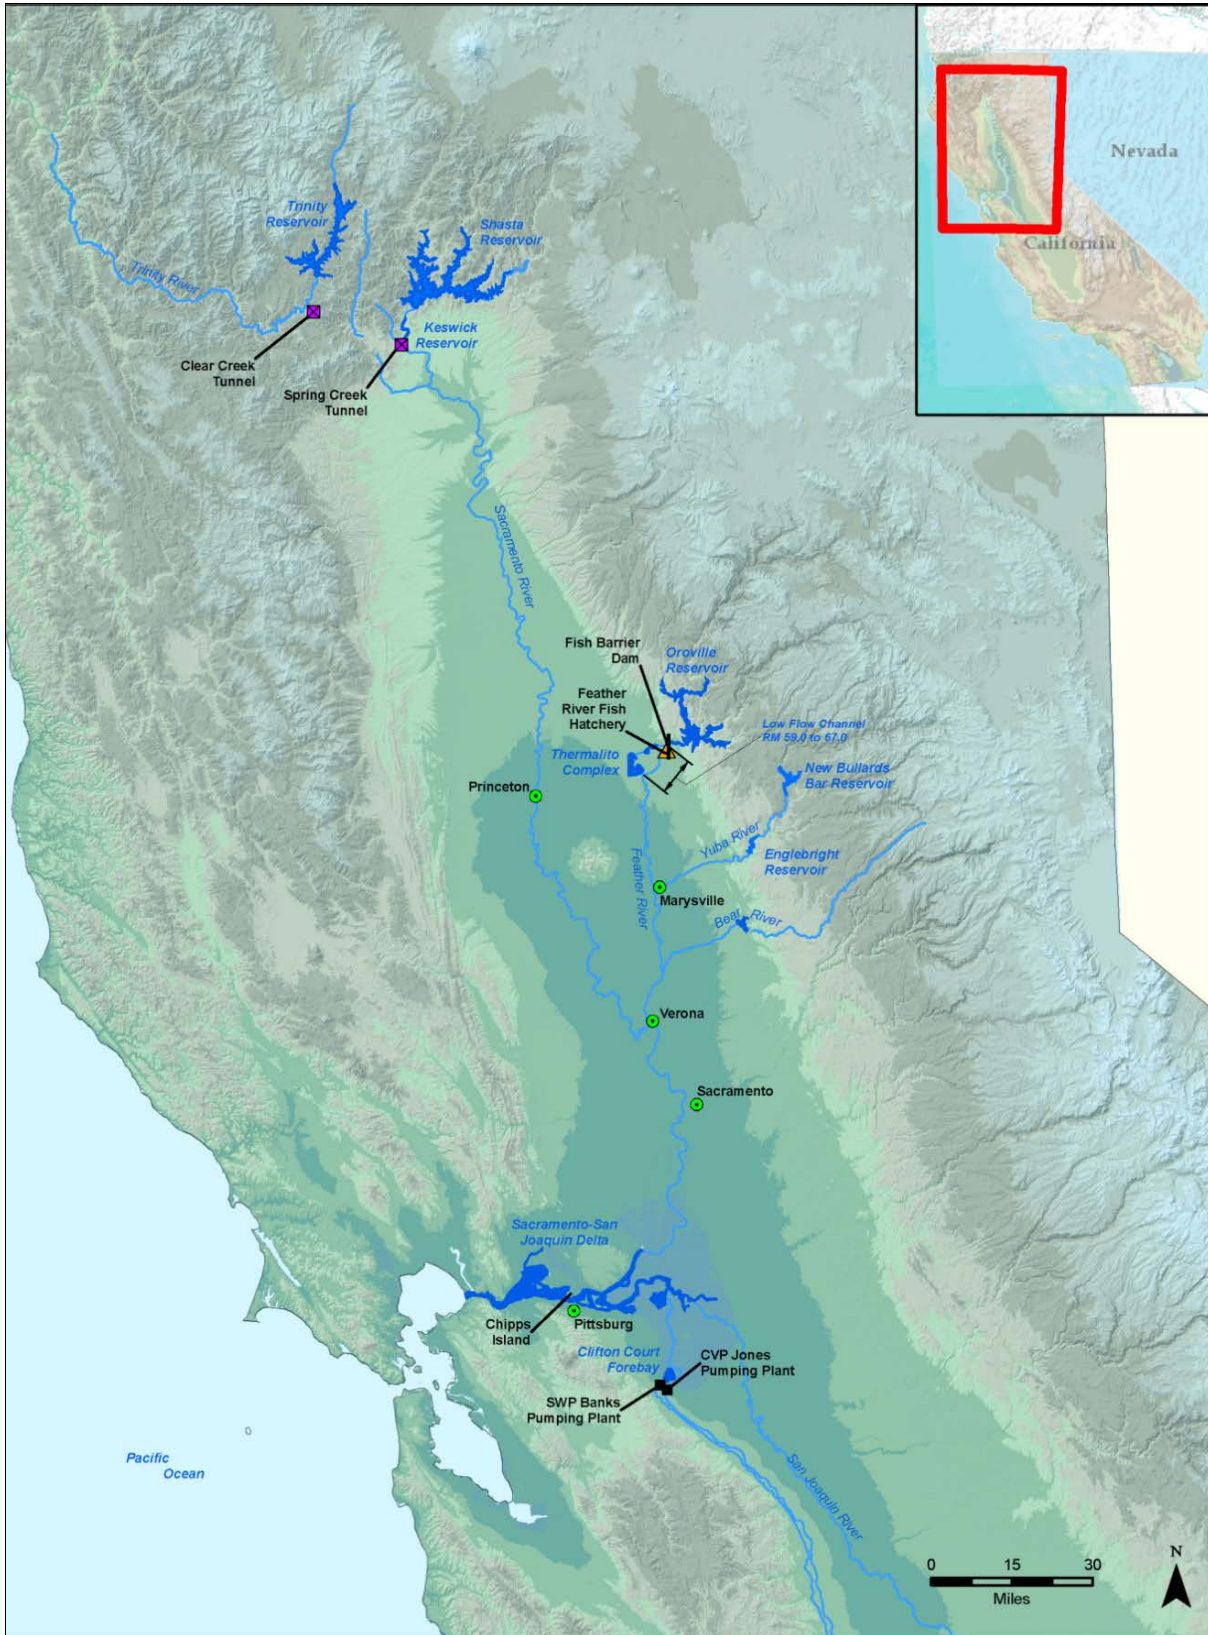 Nevada
California
Trinity
Reservoir
Shasta
Reservoir
Trinity River
Keswick
Reservoir
Clear Creek
Tunnel
Spring Creek
Tunnel
Sacramento River
Fish Barrier
Dam
Oroville
Reservoir
Feather
River Fish
Hatchery
Low Flow Channel
RM 59.0 to 67.0
Thermalito
Complex
New Bullards
Bar Reservoir
Princeton
Yuba River
Englebright
Reservoir
Feather River
Marysville
Bear River
Verona
Sacramento
Sacramento-San
Joaquin Delta
Chipps
Island
Pittsburg
Clifton Court
Forebay
CVP Jones
Pumping Plant
SWP Banks
Pumping Plant
Pacific
Ocean
San Joaquin River
N
0 15 30
Miles